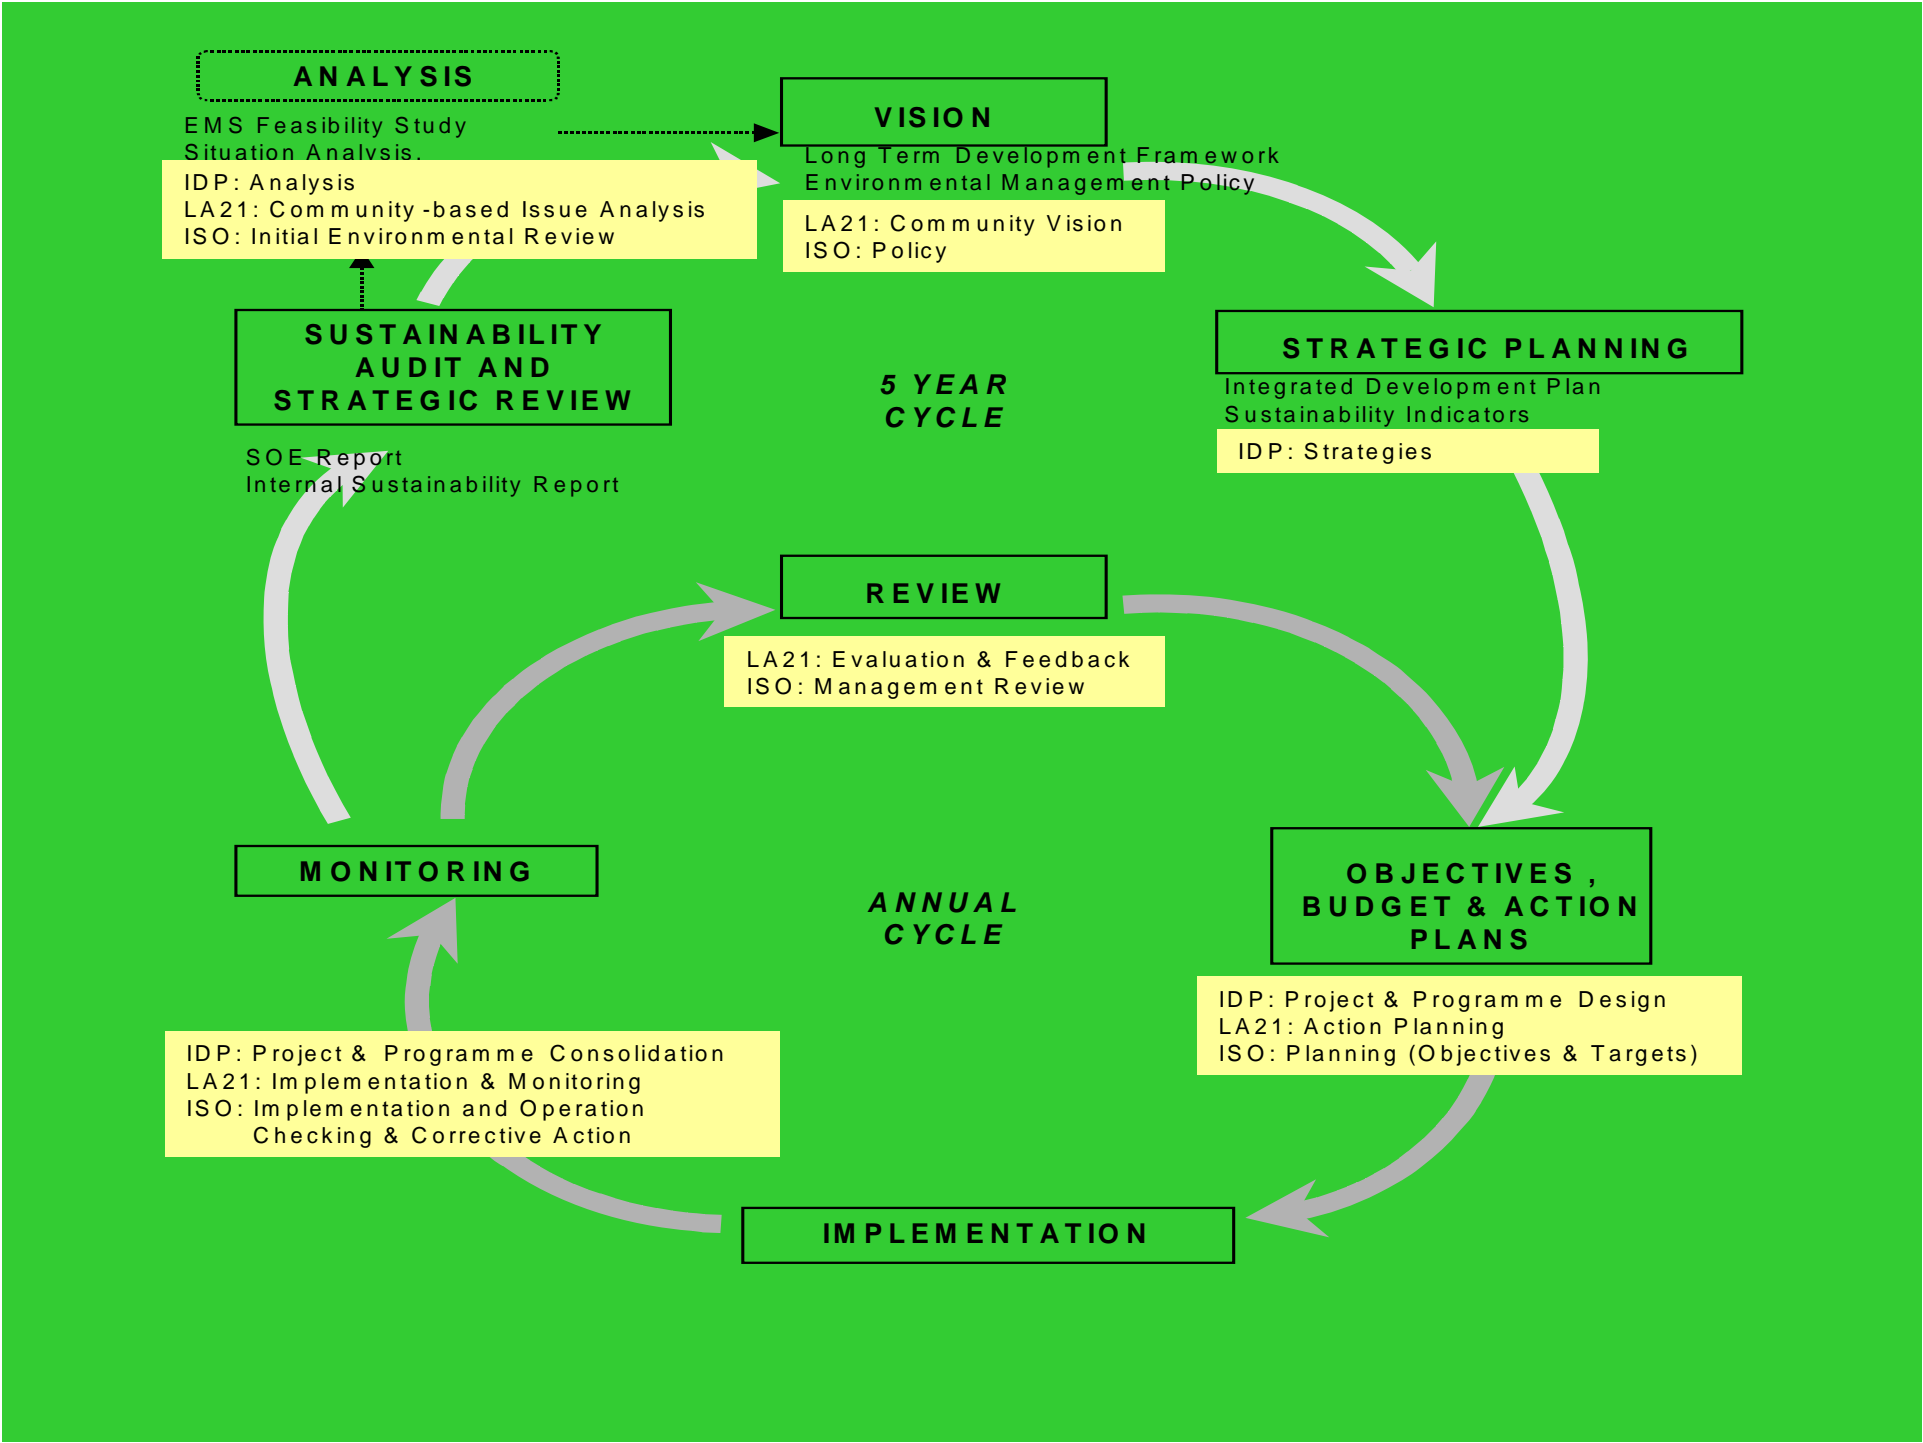 ANALYSIS
EMS Feasibility Study
Situation Analysis.
IDP: Analysis
LA21: Community-based Issue Analysis
ISO: Initial Environmental Review
VISION
Long Term Development Framework
Environmental Management Policy
LA21: Community Vision
ISO: Policy
SUSTAINABILITY
AUDIT AND
STRATEGIC REVIEW
SOE Report
Internal Sustainability Report
5 YEAR
CYCLE
STRATEGIC PLANNING
Integrated Development Plan
Sustainability Indicators
IDP: Strategies
REVIEW
LA21: Evaluation & Feedback
ISO: Management Review
MONITORING
ANNUAL
CYCLE
OBJECTIVES,
BUDGET & ACTION
PLANS
IDP: Project & Programme Design
LA21: Action Planning
ISO: Planning (Objectives & Targets)
IDP: Project & Programme Consolidation
LA21: Implementation & Monitoring
ISO: Implementation and Operation
Checking & Corrective Action
IMPLEMENTATION